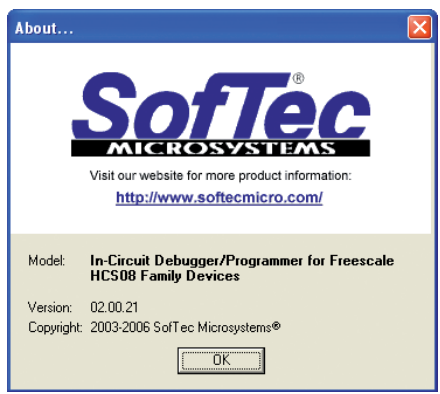 About...
SofTec®
MICROSYSTEMS
Visit our website for more product information:
http://www.softecmicro.com/
Model: In-Circuit Debugger/Programmer for Freescale
HCS08 Family Devices
Version: 02.00.21
Copyright: 2003-2006 SofTec Microsystems®
OK